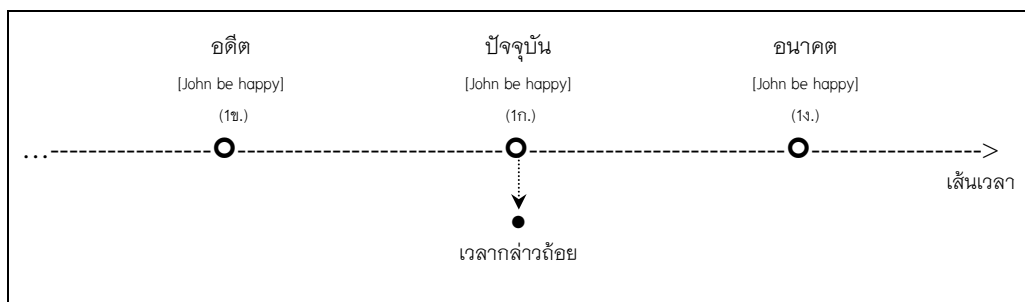 อดีต ปัจจุบัน อนาคต
[John be happy] [John be happy] [John be happy]
(1ข.) (1ก.) (1ง.)
...------------------------------------------------------------------------->
เส้นเวลา
เวลากล่าวถ้อย